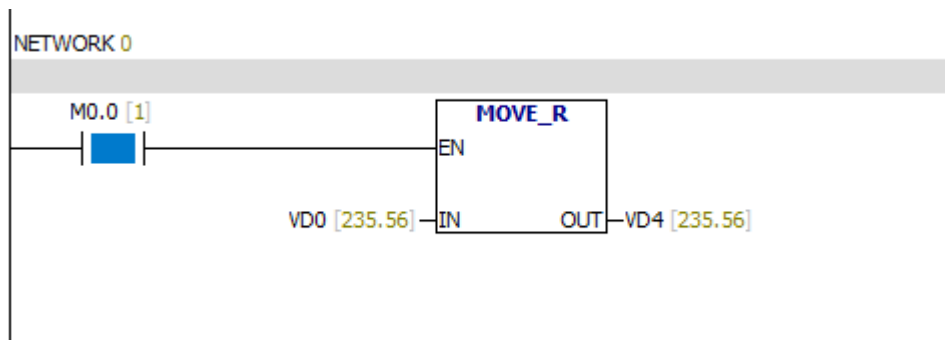 NETWORK 0
M0.0 [1]
MOVE_R
EN
VD0 [235.56] IN OUT VD4 [235.56]